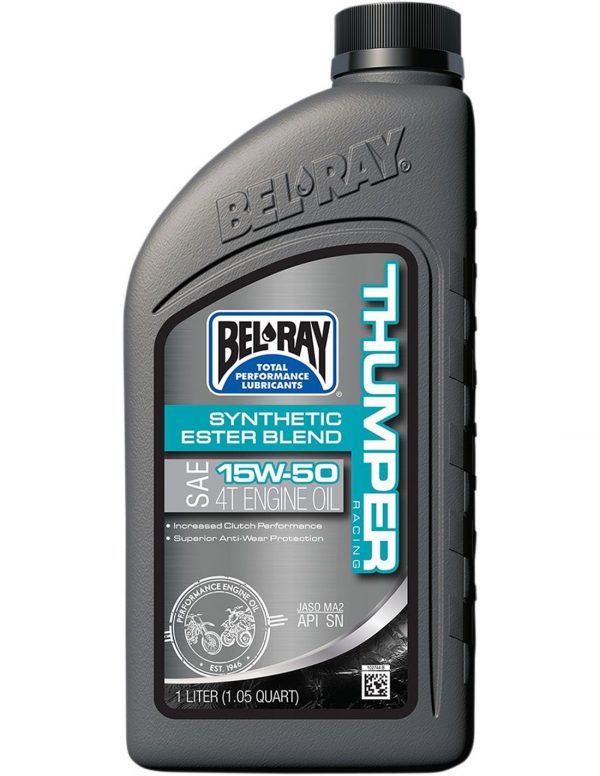 BEL-RAY®
THUMPER
RACING
BEL-RAY
TOTAL
PERFORMANCE
LUBRICANTS
®
SYNTHETIC
ESTER BLEND
SAE 15W-50
4T ENGINE OIL
• Increased Clutch Performance
• Superior Anti-Wear Protection
PERFORMANCE ENGINE OIL
EST. 1946
JASO MA2
API SN
102744 B
1 LITER (1.05 QUART)